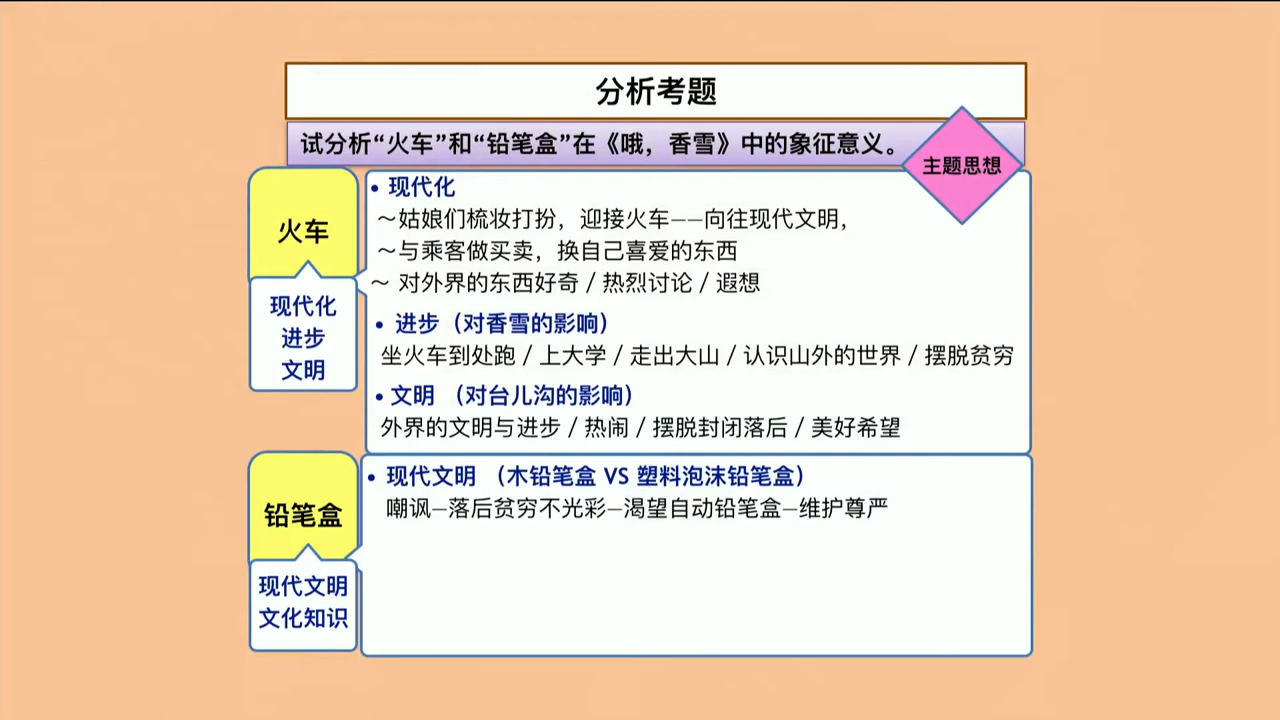 分析考题
试分析“火车”和“铅笔盒”在《哦，香雪》中的象征意义。
主题思想
火车
现代化
进步
文明
• 现代化
～姑娘们梳妆打扮，迎接火车——向往现代文明，
～与乘客做买卖，换自己喜爱的东西
～ 对外界的东西好奇 / 热烈讨论 / 遐想
• 进步（对香雪的影响）
坐火车到处跑 / 上大学 / 走出大山 / 认识山外的世界 / 摆脱贫穷
• 文明 （对台儿沟的影响）
外界的文明与进步 / 热闹 / 摆脱封闭落后 / 美好希望
铅笔盒
现代文明
文化知识
• 现代文明 （木铅笔盒 VS 塑料泡沫铅笔盒）
嘲讽—落后贫穷不光彩—渴望自动铅笔盒—维护尊严